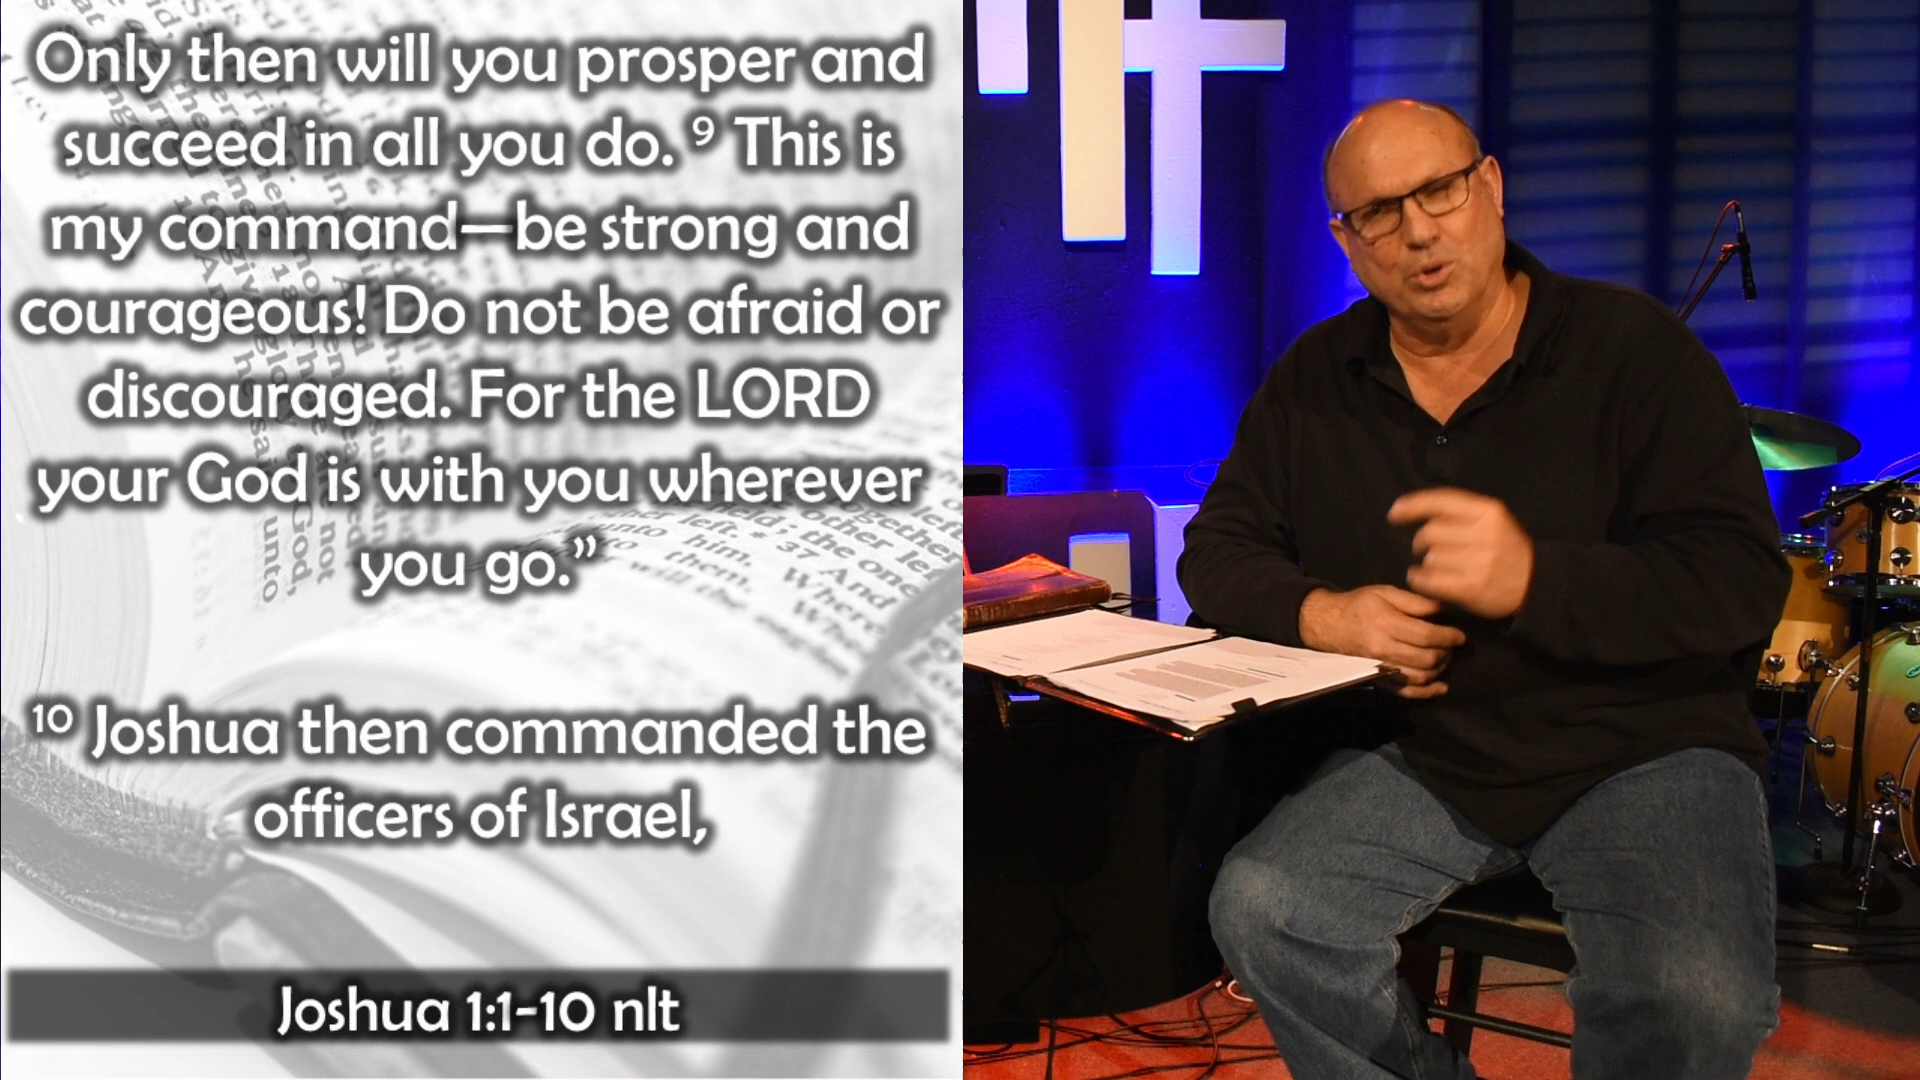 Only then will you prosper and
succeed in all you do. ⁹ This is
my command—be strong and
courageous! Do not be afraid or
discouraged. For the LORD
your God is with you wherever
you go.”
¹⁰ Joshua then commanded the
officers of Israel,
Joshua 1:1-10 nlt